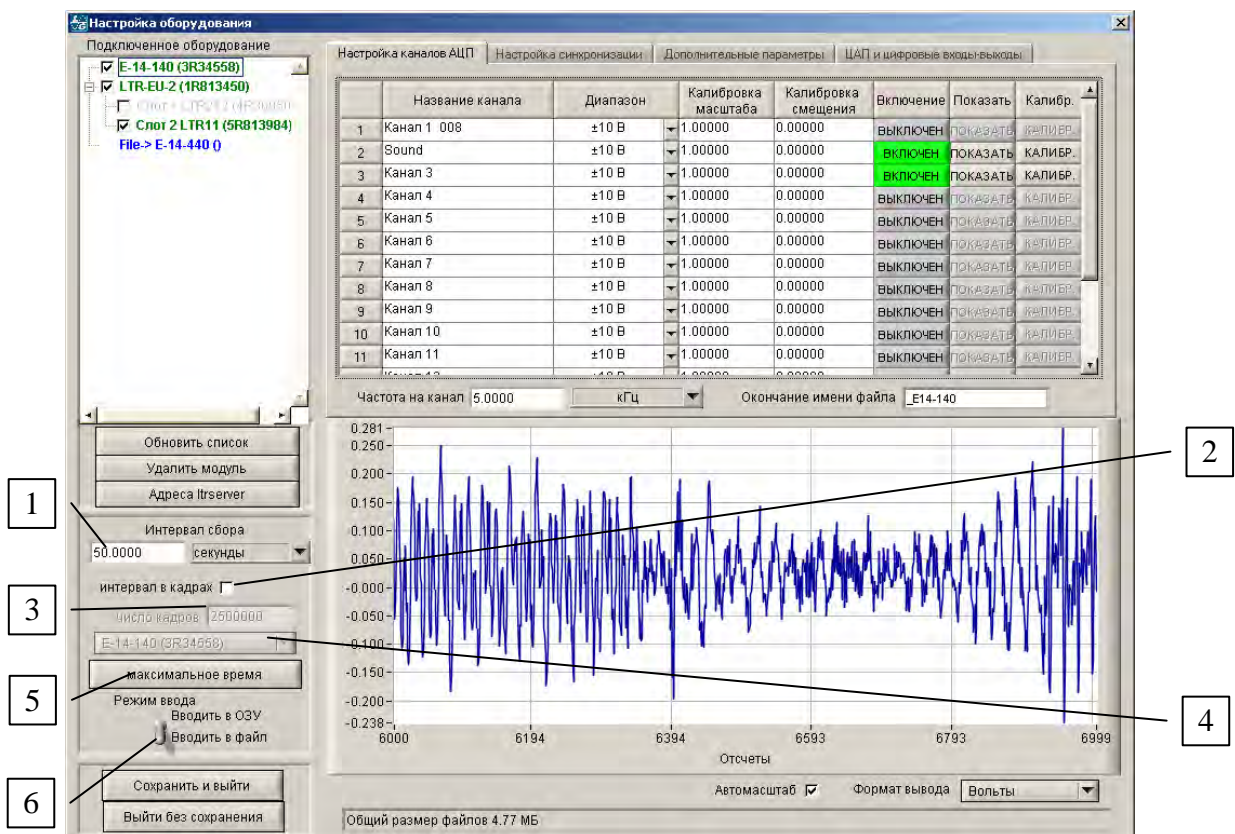 Настройка оборудования
Подключенное оборудование
E-14-140 (3R34558)
LTR-EU-2 (1R813450)
Слот 2 LTR11 (5R813984)
File-> E-14-440 ()
Обновить список
Удалить модуль
Адреса ltrserver
Интервал сбора
50.0000 секунды
интервал в кадрах
число кадров 2500000
E-14-140 (3R34558)
максимальное время
Режим ввода
Вводить в ОЗУ
Вводить в файл
Сохранить и выйти
Выйти без сохранения
Настройка каналов АЦП Настройка синхронизации Дополнительные параметры ЦАП и цифровые входы-выходы
Название канала Диапазон Калибровка масштаба Калибровка смещения Включение Показать Калибр.
1 Канал 1 008 ±10 В 1.00000 0.00000 ВЫКЛЮЧЕН ПОКАЗАТЬ КАЛИБР.
2 Sound ±10 В 1.00000 0.00000 ВКЛЮЧЕН ПОКАЗАТЬ КАЛИБР.
3 Канал 3 ±10 В 1.00000 0.00000 ВКЛЮЧЕН ПОКАЗАТЬ КАЛИБР.
4 Канал 4 ±10 В 1.00000 0.00000 ВЫКЛЮЧЕН ПОКАЗАТЬ КАЛИБР.
5 Канал 5 ±10 В 1.00000 0.00000 ВЫКЛЮЧЕН ПОКАЗАТЬ КАЛИБР.
6 Канал 6 ±10 В 1.00000 0.00000 ВЫКЛЮЧЕН ПОКАЗАТЬ КАЛИБР.
7 Канал 7 ±10 В 1.00000 0.00000 ВЫКЛЮЧЕН ПОКАЗАТЬ КАЛИБР.
8 Канал 8 ±10 В 1.00000 0.00000 ВЫКЛЮЧЕН ПОКАЗАТЬ КАЛИБР.
9 Канал 9 ±10 В 1.00000 0.00000 ВЫКЛЮЧЕН ПОКАЗАТЬ КАЛИБР.
10 Канал 10 ±10 В 1.00000 0.00000 ВЫКЛЮЧЕН ПОКАЗАТЬ КАЛИБР.
11 Канал 11 ±10 В 1.00000 0.00000 ВЫКЛЮЧЕН ПОКАЗАТЬ КАЛИБР.
Частота на канал 5.0000 кГц Окончание имени файла _E14-140
0.281
0.250
0.200
0.150
0.100
0.050
-0.000
-0.050
-0.100
-0.150
-0.200
-0.238
6000 6194 6394 6593 6793 6999
Отсчеты
Автомасштаб Формат вывода Вольты
Общий размер файлов 4.77 МБ
1
2
3
4
5
6